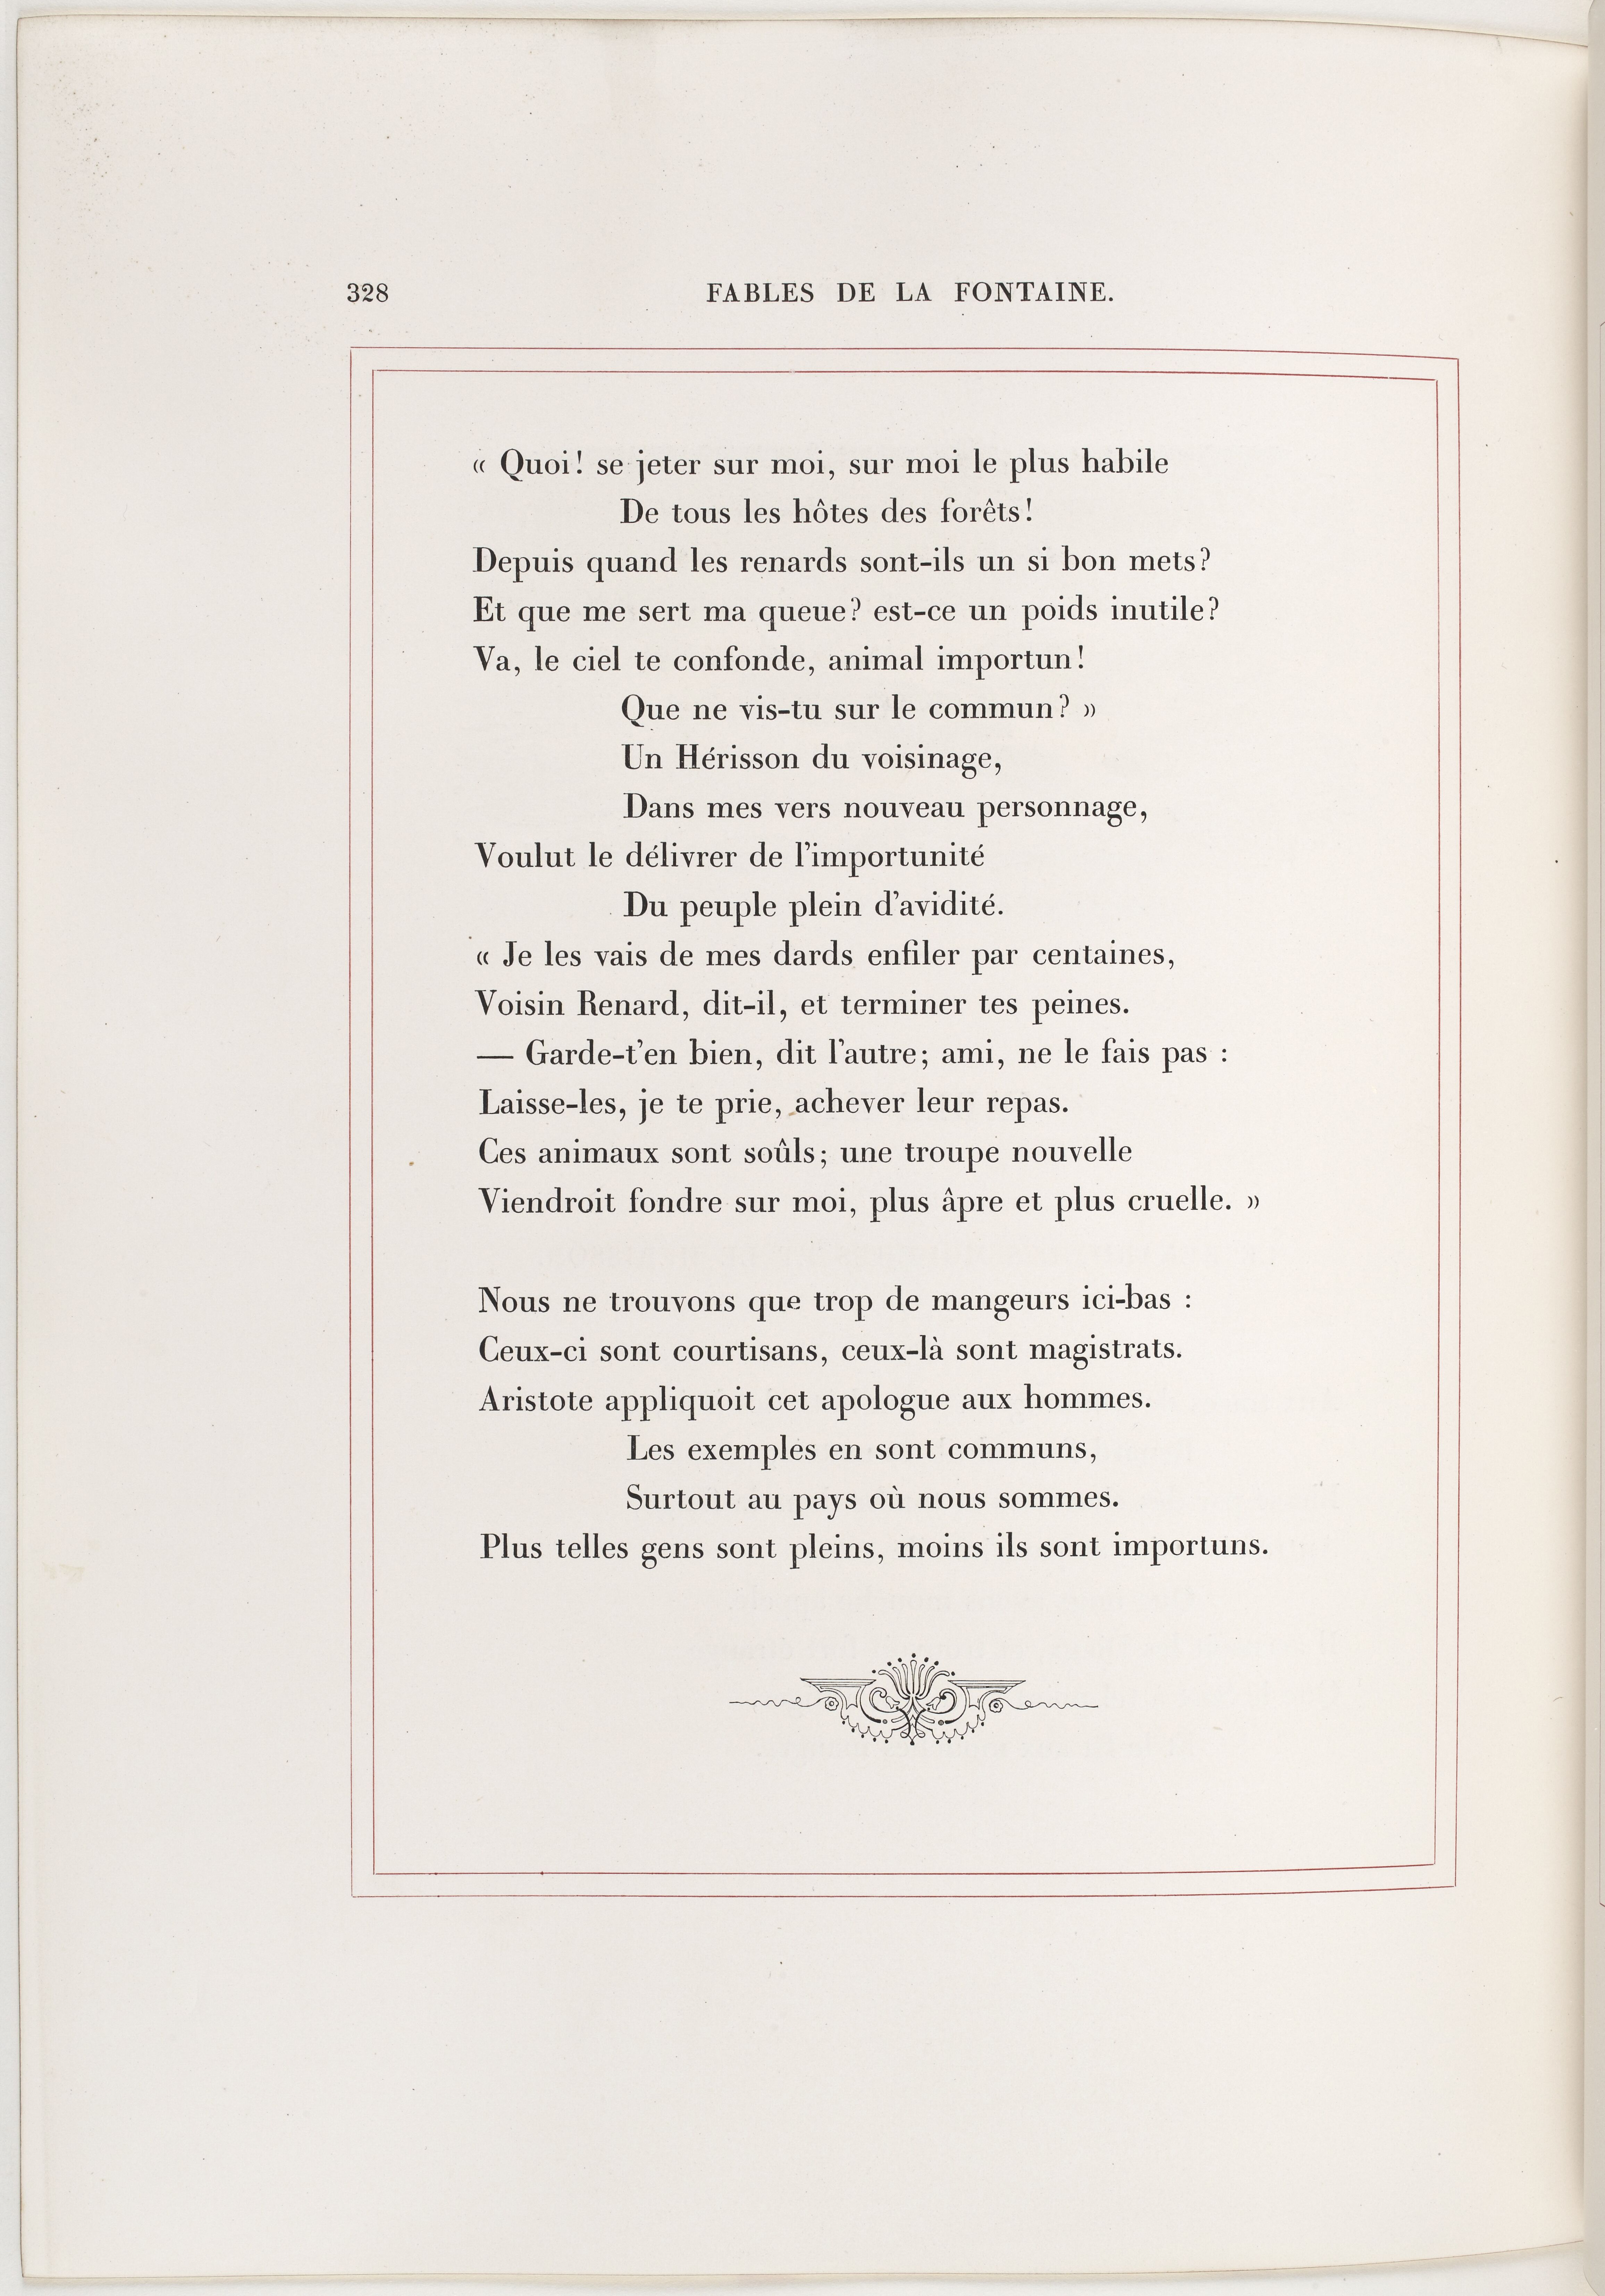 328 FABLES DE LA FONTAINE.
« Quoi! se jeter sur moi, sur moi le plus habile
De tous les hôtes des forêts!
Depuis quand les renards sont-ils un si bon mets?
Et que me sert ma queue? est-ce un poids inutile?
Va, le ciel te confonde, animal importun!
Que ne vis-tu sur le commun? »
Un Hérisson du voisinage,
Dans mes vers nouveau personnage,
Voulut le délivrer de l'importunité
Du peuple plein d'avidité.
« Je les vais de mes dards enfiler par centaines,
Voisin Renard, dit-il, et terminer tes peines.
— Garde-t'en bien, dit l'autre; ami, ne le fais pas :
Laisse-les, je te prie, achever leur repas.
Ces animaux sont soûls; une troupe nouvelle
Viendroit fondre sur moi, plus âpre et plus cruelle. »
Nous ne trouvons que trop de mangeurs ici-bas :
Ceux-ci sont courtisans, ceux-là sont magistrats.
Aristote appliquoit cet apologue aux hommes.
Les exemples en sont communs,
Surtout au pays où nous sommes.
Plus telles gens sont pleins, moins ils sont importuns.